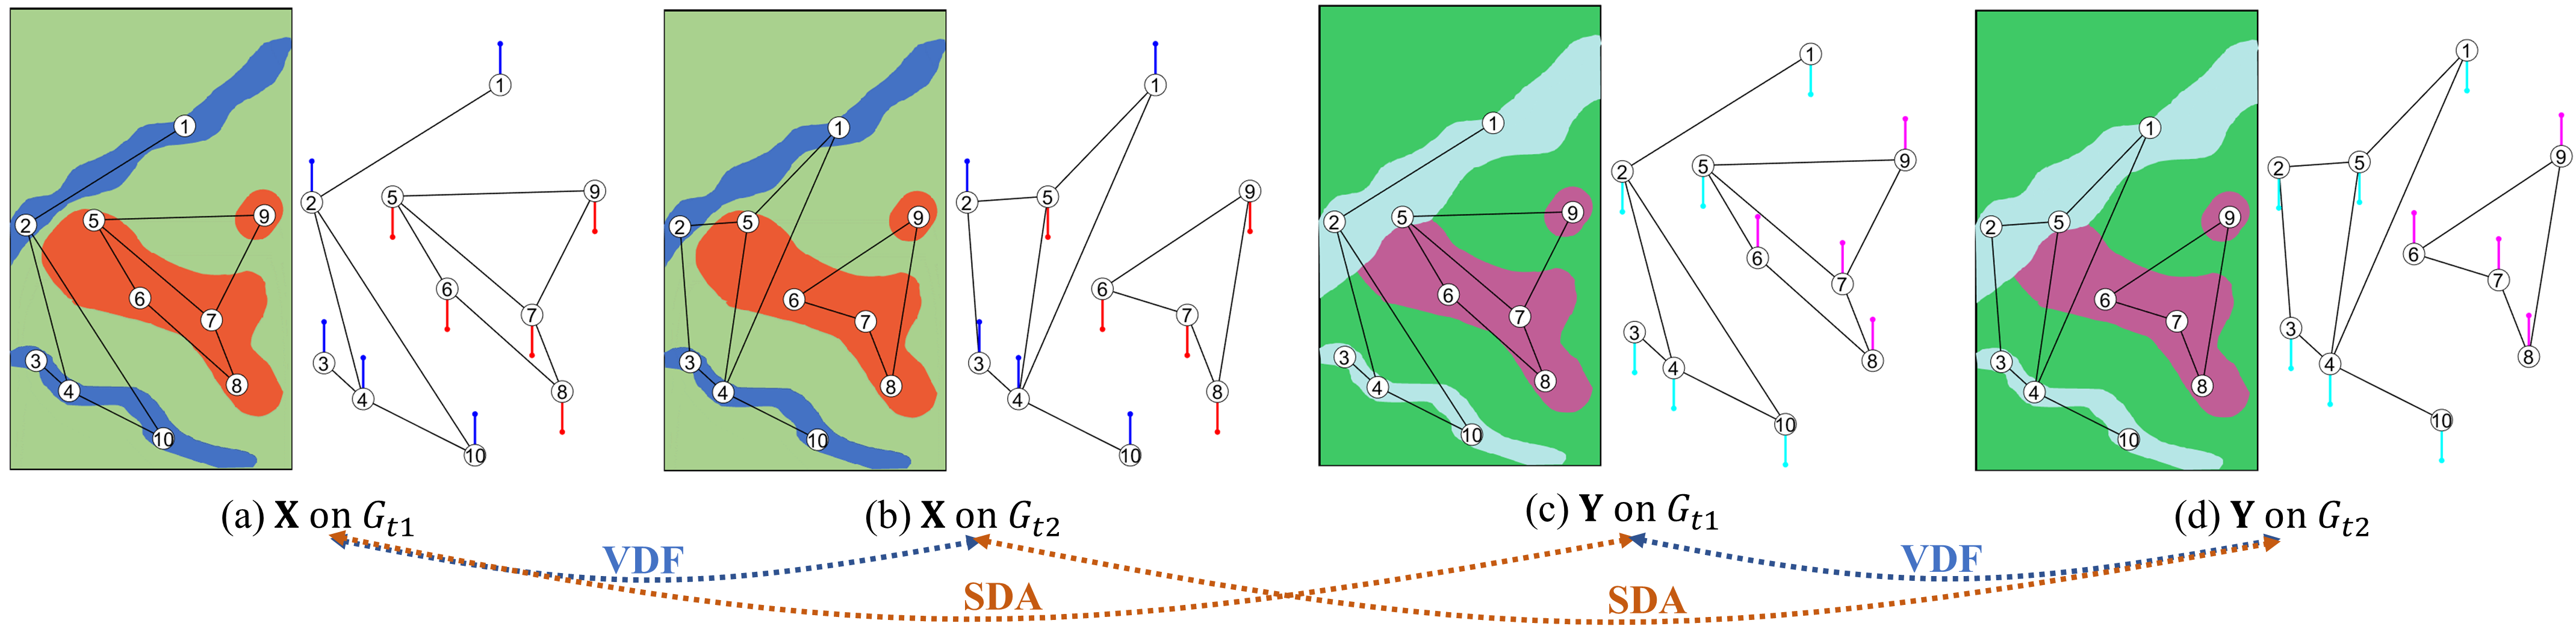 1 1 1 1 1 1 1 1
2 2 5 5 9 9 2 2 5 5 9 9 2 2 5 5 9 9 2 2 5 5 9 9
6 6 7 7 6 6 7 7 6 6 7 7 6 6 7 7
3 3 4 4 8 8 3 3 4 4 8 8 3 3 4 4 8 8 3 3 4 4 8 8
10 10 10 10 10 10 10 10
(a) X on G_{t1} (b) X on G_{t2} (c) Y on G_{t1} (d) Y on G_{t2}
VDF VDF
SDA SDA